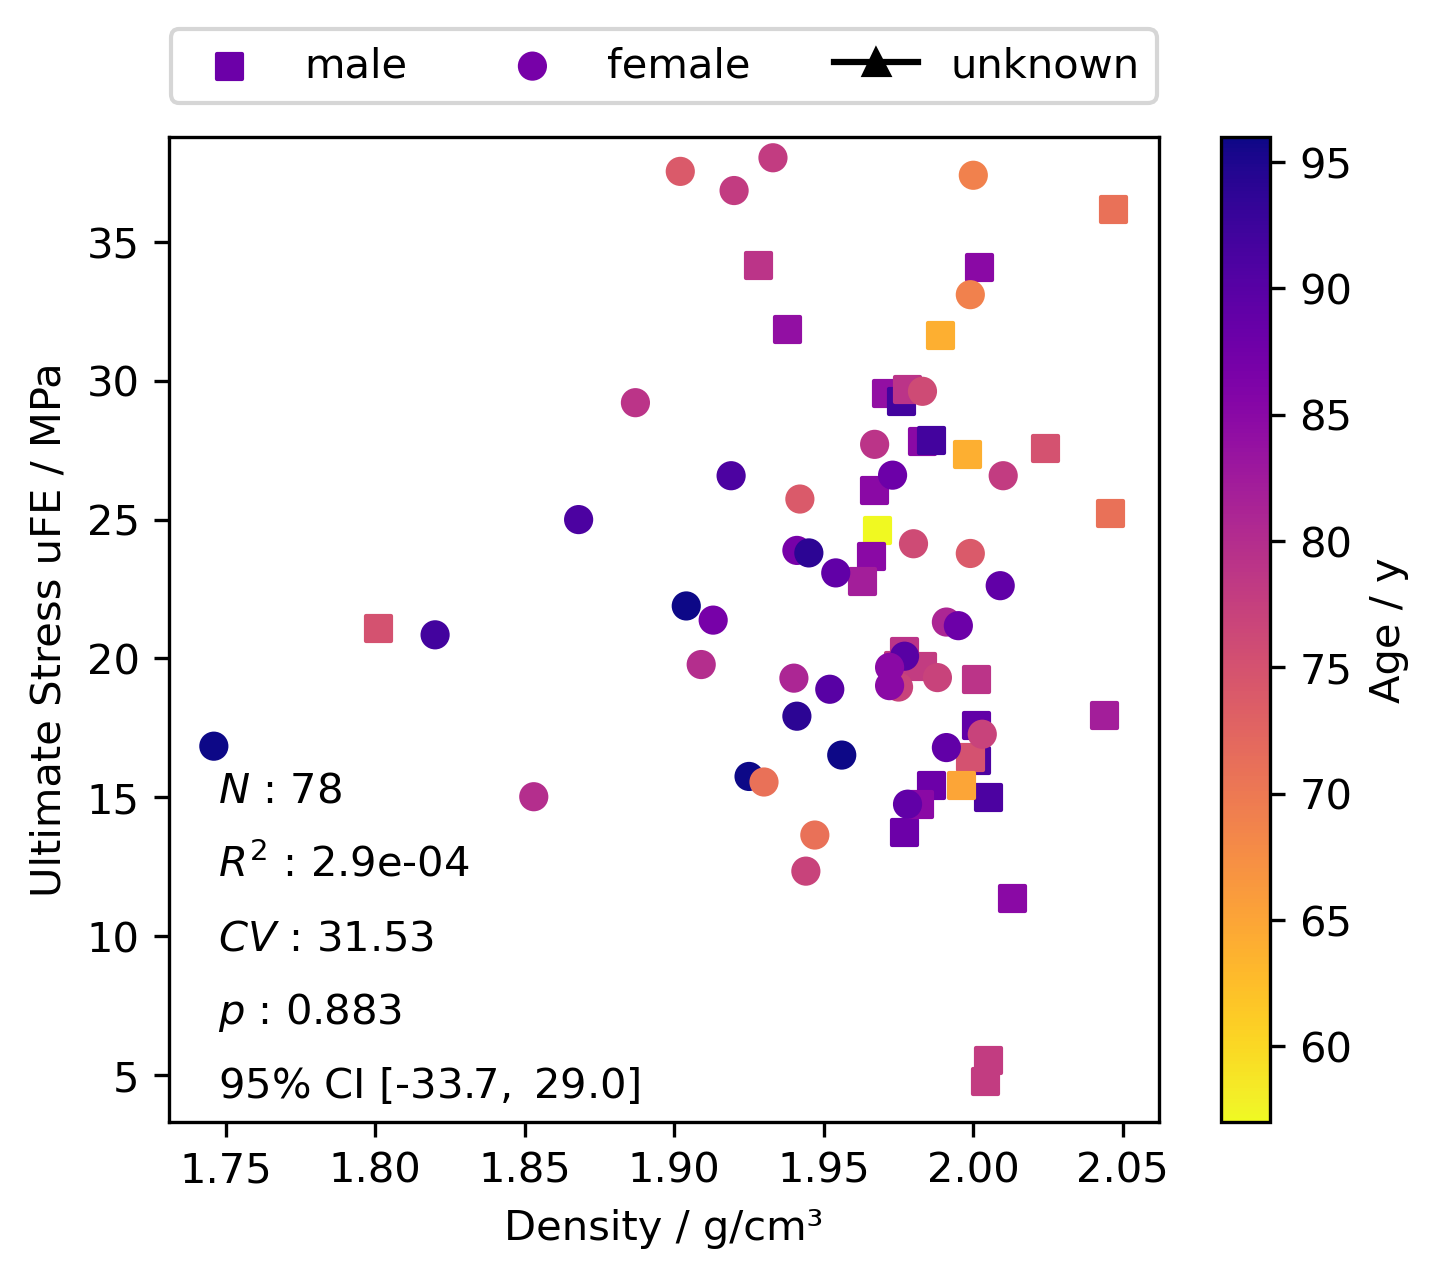 male female unknown
35
30
25
20
15
10
5
Ultimate Stress uFE / MPa
N : 78
R² : 2.9e-04
CV : 31.53
p : 0.883
95% CI [-33.7, 29.0]
1.75 1.80 1.85 1.90 1.95 2.00 2.05
Density / g/cm³
95
90
85
80
75
70
65
60
Age / y